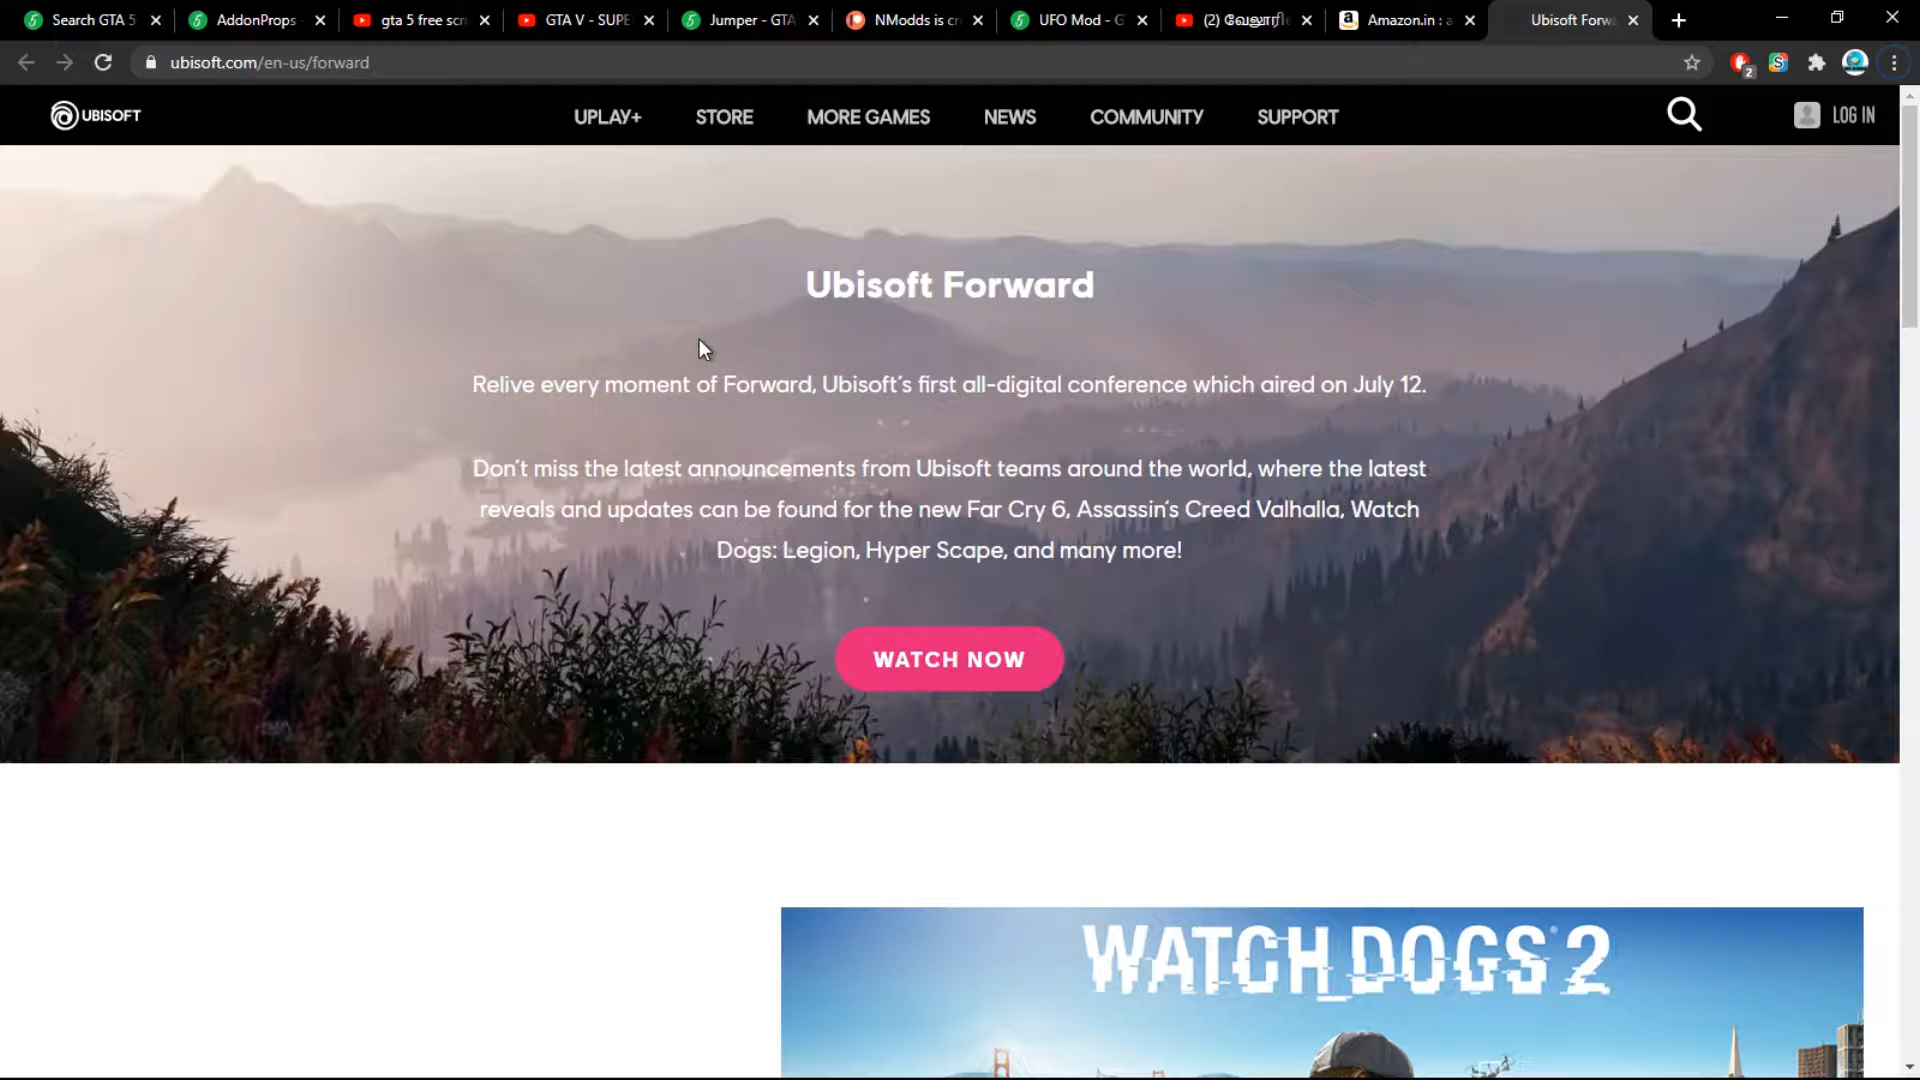 Search GTA 5
AddonProps -
gta 5 free scr
GTA V - SUPE
Jumper - GTA
NModds is cr
UFO Mod - G
(2) வேலூரி
Amazon.in : a
Ubisoft Forw
ubisoft.com/en-us/forward
2
UBISOFT
UPLAY+
STORE
MORE GAMES
NEWS
COMMUNITY
SUPPORT
LOG IN
Ubisoft Forward
Relive every moment of Forward, Ubisoft's first all-digital conference which aired on July 12.
Don't miss the latest announcements from Ubisoft teams around the world, where the latest
reveals and updates can be found for the new Far Cry 6, Assassin's Creed Valhalla, Watch
Dogs: Legion, Hyper Scape, and many more!
WATCH NOW
WATCH_DOGS 2